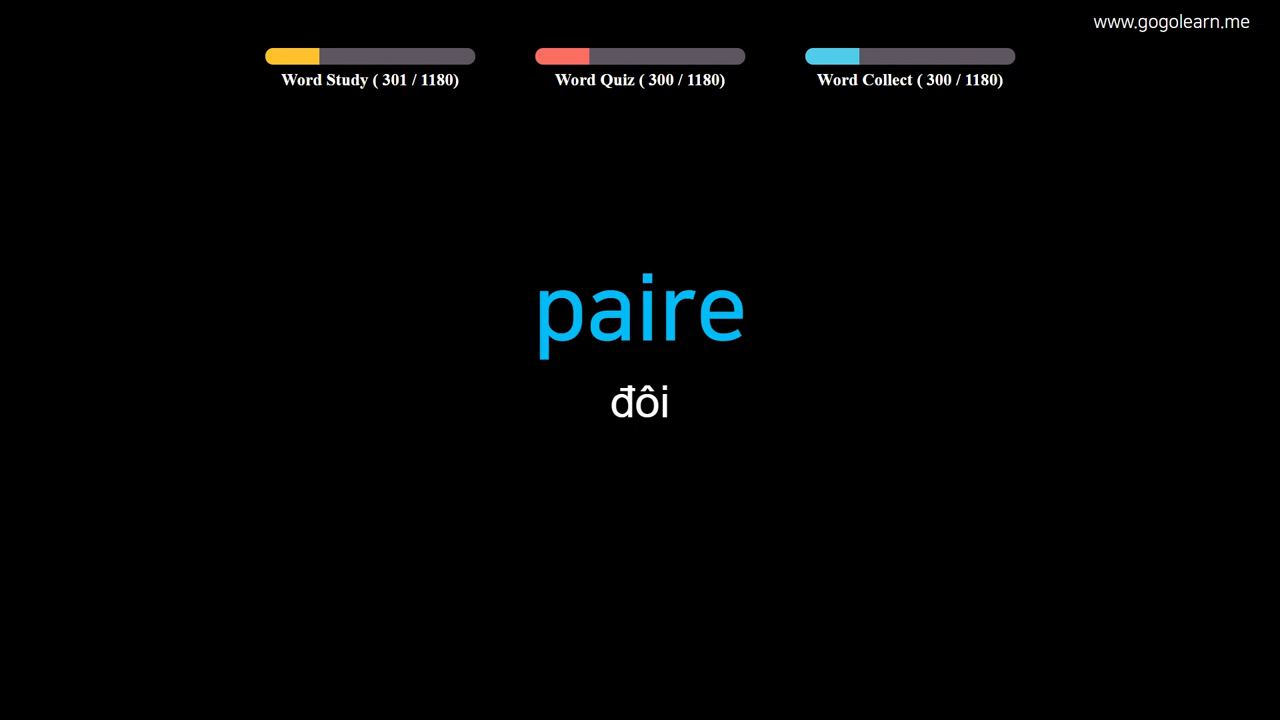 www.gogolearn.me
Word Study ( 301 / 1180)
Word Quiz ( 300 / 1180)
Word Collect ( 300 / 1180)
paire
đôi